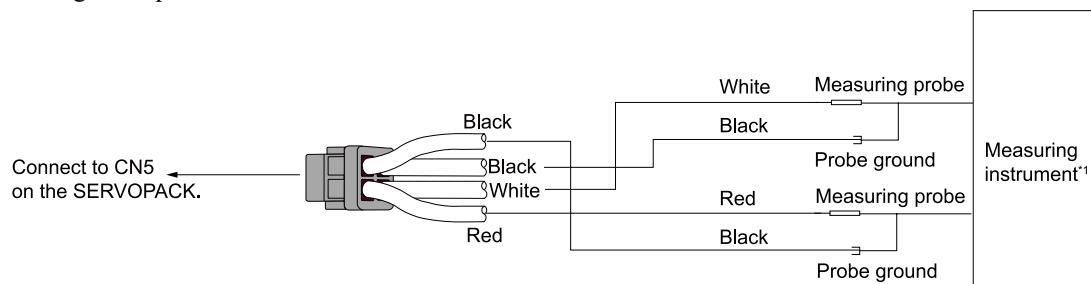 White
Measuring probe
Black
Black
Probe ground
Connect to CN5
on the SERVOPACK.
Black
White
Measuring
instrument*1
Red
Measuring probe
Red
Black
Probe ground